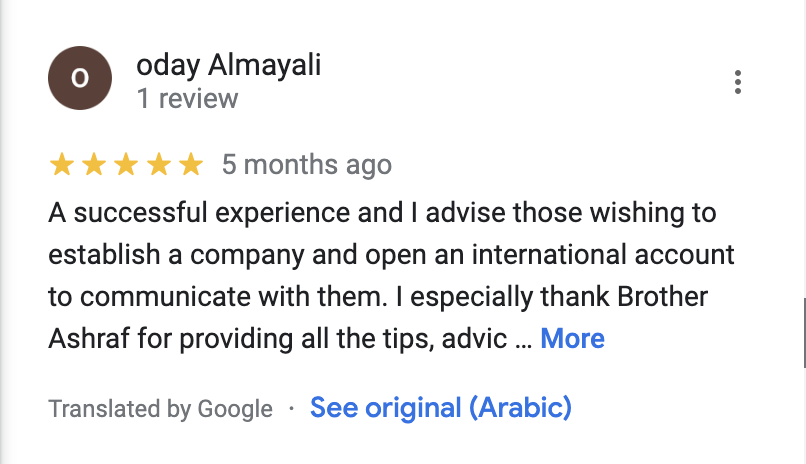 O
oday Almayali
1 review
5 months ago
A successful experience and I advise those wishing to
establish a company and open an international account
to communicate with them. I especially thank Brother
Ashraf for providing all the tips, advic ... More
Translated by Google · See original (Arabic)